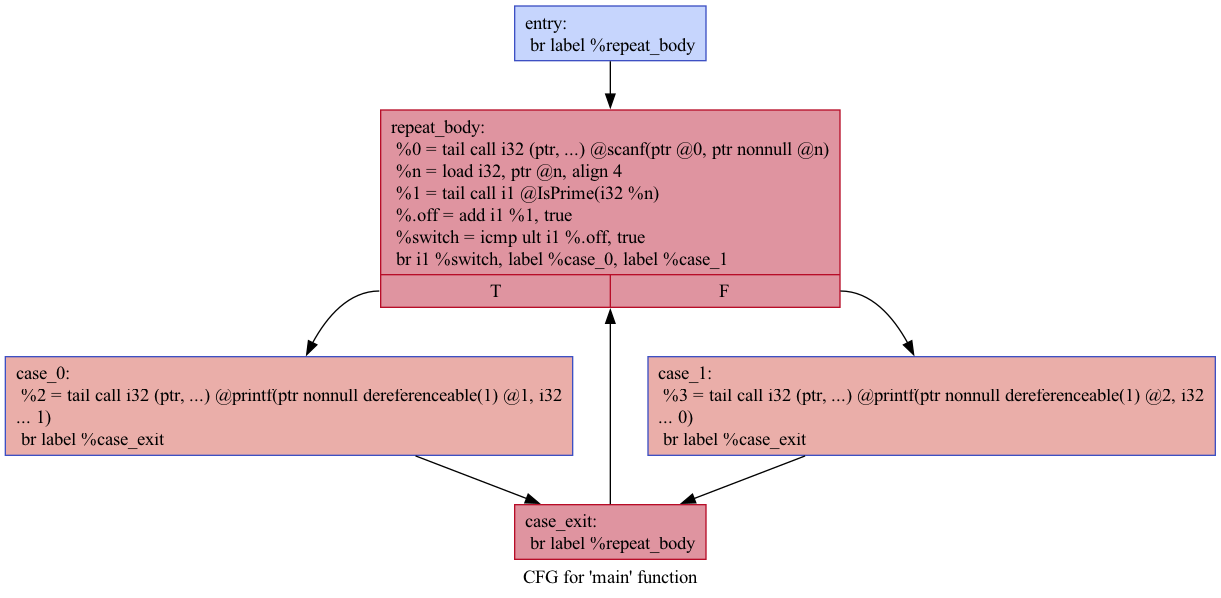 entry:
br label %repeat_body
repeat_body:
%0 = tail call i32 (ptr, ...) @scanf(ptr @0, ptr nonnull @n)
%n = load i32, ptr @n, align 4
%1 = tail call i1 @IsPrime(i32 %n)
%.off = add i1 %1, true
%switch = icmp ult i1 %.off, true
br i1 %switch, label %case_0, label %case_1
T
F
case_0:
%2 = tail call i32 (ptr, ...) @printf(ptr nonnull dereferenceable(1) @1, i32
... 1)
br label %case_exit
case_1:
%3 = tail call i32 (ptr, ...) @printf(ptr nonnull dereferenceable(1) @2, i32
... 0)
br label %case_exit
case_exit:
br label %repeat_body
CFG for 'main' function